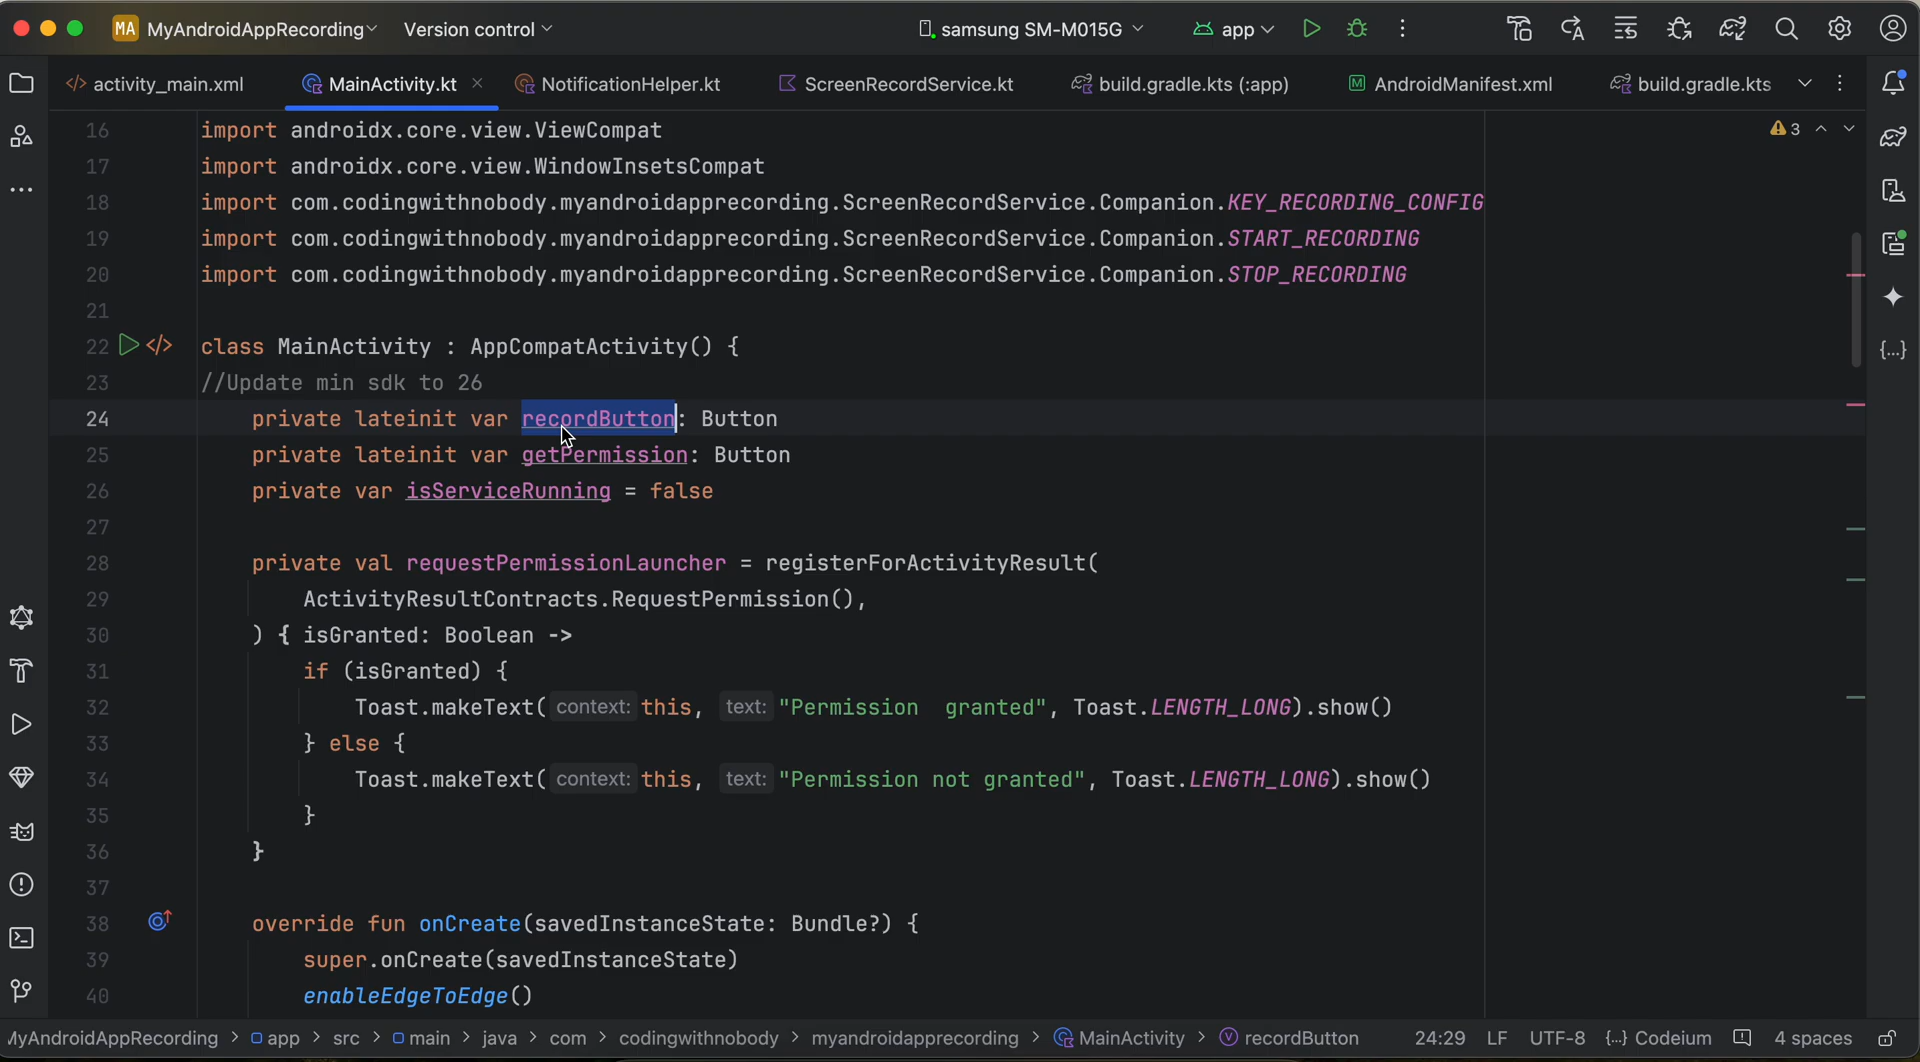 MA MyAndroidAppRecording Version control samsung SM-M015G app
activity_main.xml MainActivity.kt NotificationHelper.kt ScreenRecordService.kt build.gradle.kts (:app) AndroidManifest.xml build.gradle.kts
3
16 import androidx.core.view.ViewCompat
17 import androidx.core.view.WindowInsetsCompat
18 import com.codingwithnobody.myandroidapprecording.ScreenRecordService.Companion.KEY_RECORDING_CONFIG
19 import com.codingwithnobody.myandroidapprecording.ScreenRecordService.Companion.START_RECORDING
20 import com.codingwithnobody.myandroidapprecording.ScreenRecordService.Companion.STOP_RECORDING
21
22 class MainActivity : AppCompatActivity() {
23 //Update min sdk to 26
24 private lateinit var recordButton: Button
25 private lateinit var getPermission: Button
26 private var isServiceRunning = false
27
28 private val requestPermissionLauncher = registerForActivityResult(
29 ActivityResultContracts.RequestPermission(),
30 ) { isGranted: Boolean ->
31 if (isGranted) {
32 Toast.makeText( context: this, text: "Permission  granted", Toast.LENGTH_LONG).show()
33 } else {
34 Toast.makeText( context: this, text: "Permission not granted", Toast.LENGTH_LONG).show()
35 }
36 }
37
38 override fun onCreate(savedInstanceState: Bundle?) {
39 super.onCreate(savedInstanceState)
40 enableEdgeToEdge()
MyAndroidAppRecording > app > src > main > java > com > codingwithnobody > myandroidapprecording > MainActivity > recordButton 24:29 LF UTF-8 {...} Codeium 4 spaces